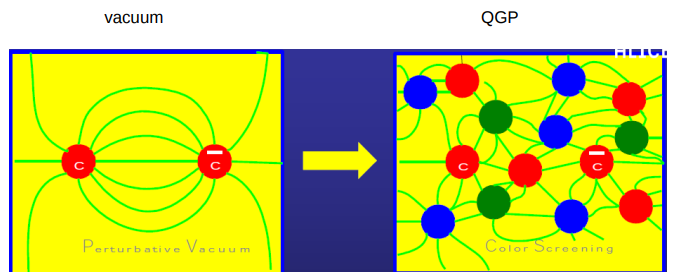 vacuum
QGP
C
C
C
C
Perturbative Vacuum
Color Screening